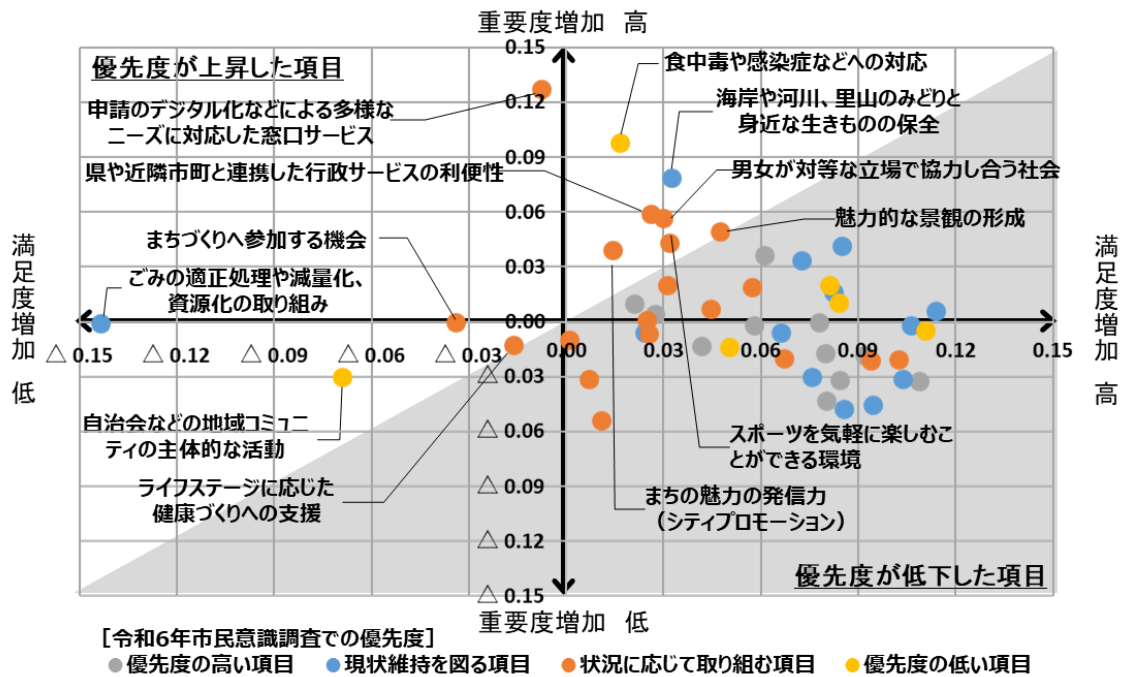 重要度増加 高
0.15
優先度が上昇した項目
食中毒や感染症などへの対応
0.12
申請のデジタル化などによる多様な
ニーズに対応した窓口サービス
海岸や河川、里山のみどりと
身近な生きものの保全
0.09
県や近隣市町と連携した行政サービスの利便性
男女が対等な立場で協力し合う社会
0.06
魅力的な景観の形成
まちづくりへ参加する機会
満足度増加 低
満足度増加 高
0.03
ごみの適正処理や減量化、
資源化の取り組み
0.00
△ 0.15
△ 0.12
△ 0.09
△ 0.06
△ 0.03
0.00
0.03
0.06
0.09
0.12
0.15
△ 0.03
自治会などの地域コミュニ
ティの主体的な活動
△ 0.06
スポーツを気軽に楽しむこ
とができる環境
ライフステージに応じた
健康づくりへの支援
△ 0.09
まちの魅力の発信力
（シティプロモーション）
△ 0.12
優先度が低下した項目
△ 0.15
重要度増加 低
［令和6年市民意識調査での優先度］
優先度の高い項目 現状維持を図る項目 状況に応じて取り組む項目 優先度の低い項目